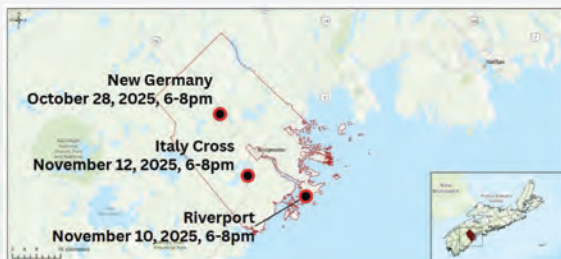 New Germany
October 28, 2025, 6-8pm
Halifax
Italy Cross
November 12, 2025, 6-8pm
Bridgewater
Riverport
November 10, 2025, 6-8pm